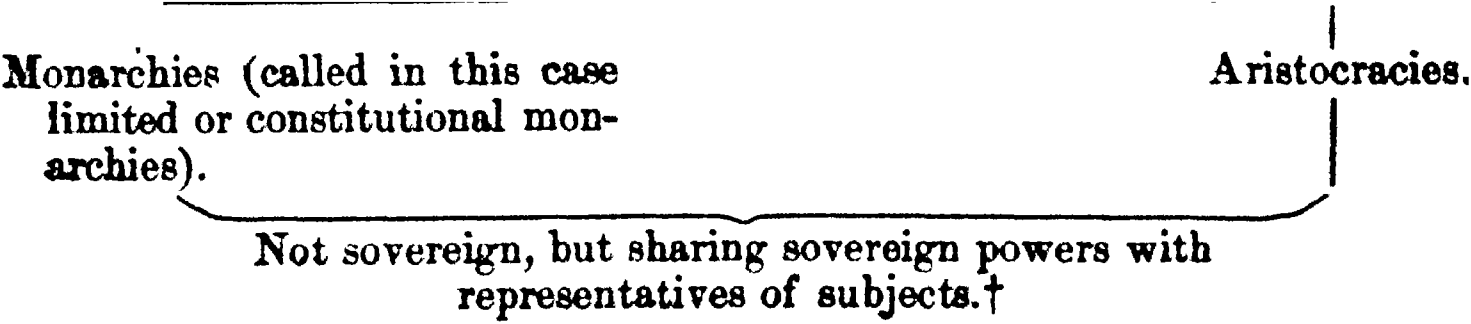 Monarchies (called in this case
limited or constitutional mon-
archies).
Aristocracies.
Not sovereign, but sharing sovereign powers with
representatives of subjects.†